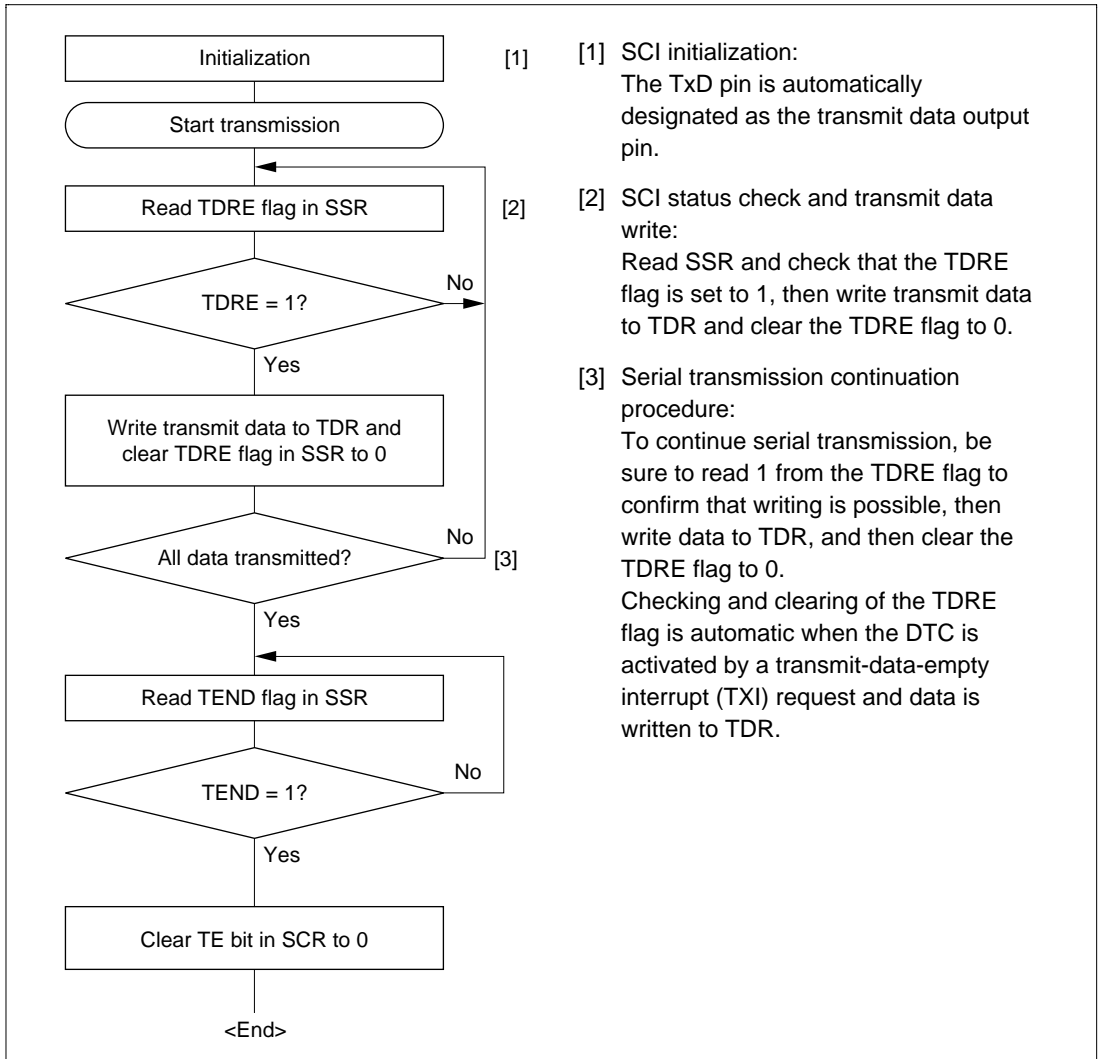 Initialization
[1]
Start transmission
Read TDRE flag in SSR
[2]
TDRE = 1?
No
Yes
Write transmit data to TDR and
clear TDRE flag in SSR to 0
All data transmitted?
No
[3]
Yes
Read TEND flag in SSR
TEND = 1?
No
Yes
Clear TE bit in SCR to 0
<End>
[1] SCI initialization:
The TxD pin is automatically
designated as the transmit data output
pin.
[2] SCI status check and transmit data
write:
Read SSR and check that the TDRE
flag is set to 1, then write transmit data
to TDR and clear the TDRE flag to 0.
[3] Serial transmission continuation
procedure:
To continue serial transmission, be
sure to read 1 from the TDRE flag to
confirm that writing is possible, then
write data to TDR, and then clear the
TDRE flag to 0.
Checking and clearing of the TDRE
flag is automatic when the DTC is
activated by a transmit-data-empty
interrupt (TXI) request and data is
written to TDR.